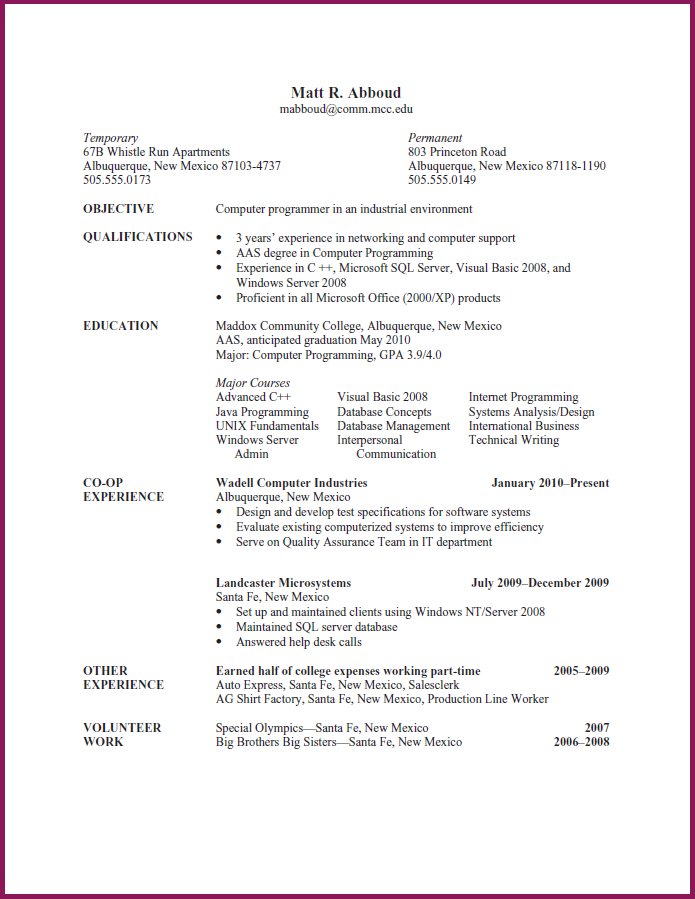 Matt R. Abboud
mabboud@comm.mcc.edu
Temporary
67B Whistle Run Apartments
Albuquerque, New Mexico 87103-4737
505.555.0173
Permanent
803 Princeton Road
Albuquerque, New Mexico 87118-1190
505.555.0149
OBJECTIVE Computer programmer in an industrial environment
QUALIFICATIONS • 3 years' experience in networking and computer support
• AAS degree in Computer Programming
• Experience in C ++, Microsoft SQL Server, Visual Basic 2008, and
Windows Server 2008
• Proficient in all Microsoft Office (2000/XP) products
EDUCATION Maddox Community College, Albuquerque, New Mexico
AAS, anticipated graduation May 2010
Major: Computer Programming, GPA 3.9/4.0
Major Courses
Advanced C++ Visual Basic 2008 Internet Programming
Java Programming Database Concepts Systems Analysis/Design
UNIX Fundamentals Database Management International Business
Windows Server Interpersonal Technical Writing
Admin Communication
CO-OP Wadell Computer Industries January 2010–Present
EXPERIENCE Albuquerque, New Mexico
• Design and develop test specifications for software systems
• Evaluate existing computerized systems to improve efficiency
• Serve on Quality Assurance Team in IT department
Landcaster Microsystems July 2009–December 2009
Santa Fe, New Mexico
• Set up and maintained clients using Windows NT/Server 2008
• Maintained SQL server database
• Answered help desk calls
OTHER Earned half of college expenses working part-time 2005–2009
EXPERIENCE Auto Express, Santa Fe, New Mexico, Salesclerk
AG Shirt Factory, Santa Fe, New Mexico, Production Line Worker
VOLUNTEER Special Olympics—Santa Fe, New Mexico 2007
WORK Big Brothers Big Sisters—Santa Fe, New Mexico 2006–2008